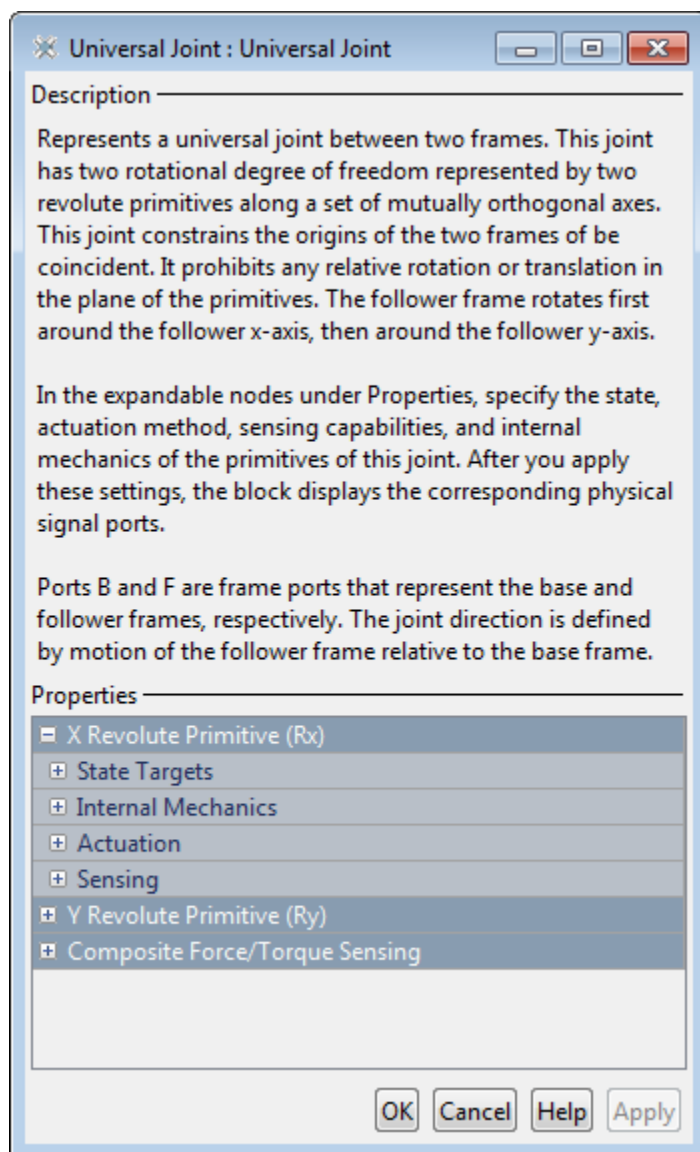 Universal Joint : Universal Joint
Description
Represents a universal joint between two frames. This joint
has two rotational degree of freedom represented by two
revolute primitives along a set of mutually orthogonal axes.
This joint constrains the origins of the two frames of be
coincident. It prohibits any relative rotation or translation in
the plane of the primitives. The follower frame rotates first
around the follower x-axis, then around the follower y-axis.
In the expandable nodes under Properties, specify the state,
actuation method, sensing capabilities, and internal
mechanics of the primitives of this joint. After you apply
these settings, the block displays the corresponding physical
signal ports.
Ports B and F are frame ports that represent the base and
follower frames, respectively. The joint direction is defined
by motion of the follower frame relative to the base frame.
Properties
X Revolute Primitive (Rx)
State Targets
Internal Mechanics
Actuation
Sensing
Y Revolute Primitive (Ry)
Composite Force/Torque Sensing
OK Cancel Help Apply